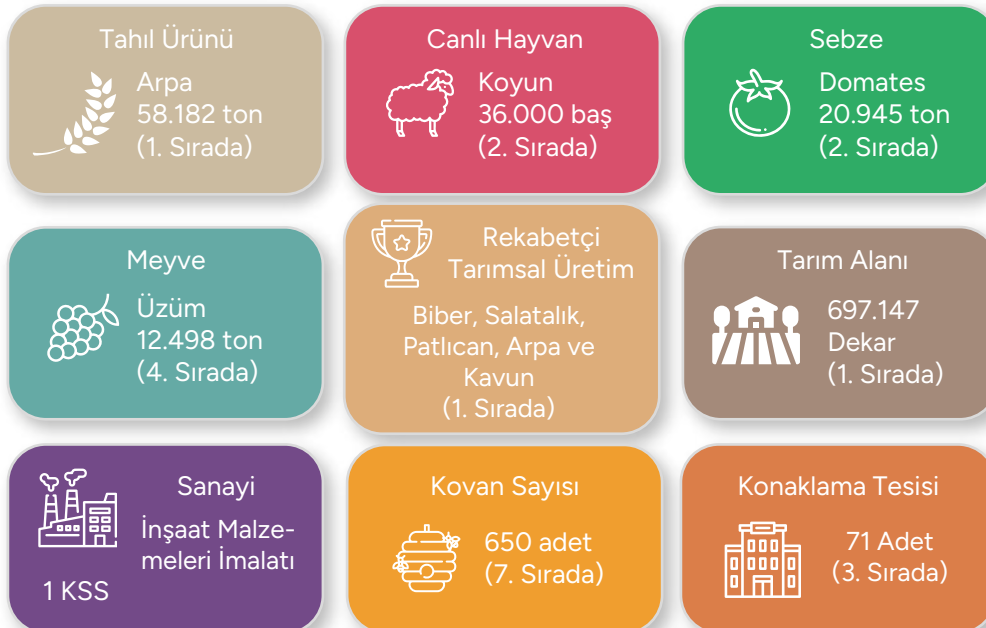 Tahıl Ürünü
Arpa
58.182 ton
(1. Sırada)
Canlı Hayvan
Koyun
36.000 baş
(2. Sırada)
Sebze
Domates
20.945 ton
(2. Sırada)
Meyve
Üzüm
12.498 ton
(4. Sırada)
Rekabetçi
Tarımsal Üretim
Biber, Salatalık,
Patlıcan, Arpa ve
Kavun
(1. Sırada)
Tarım Alanı
697.147
Dekar
(1. Sırada)
Sanayi
İnşaat Malze-
meleri İmalatı
1 KSS
Kovan Sayısı
650 adet
(7. Sırada)
Konaklama Tesisi
71 Adet
(3. Sırada)